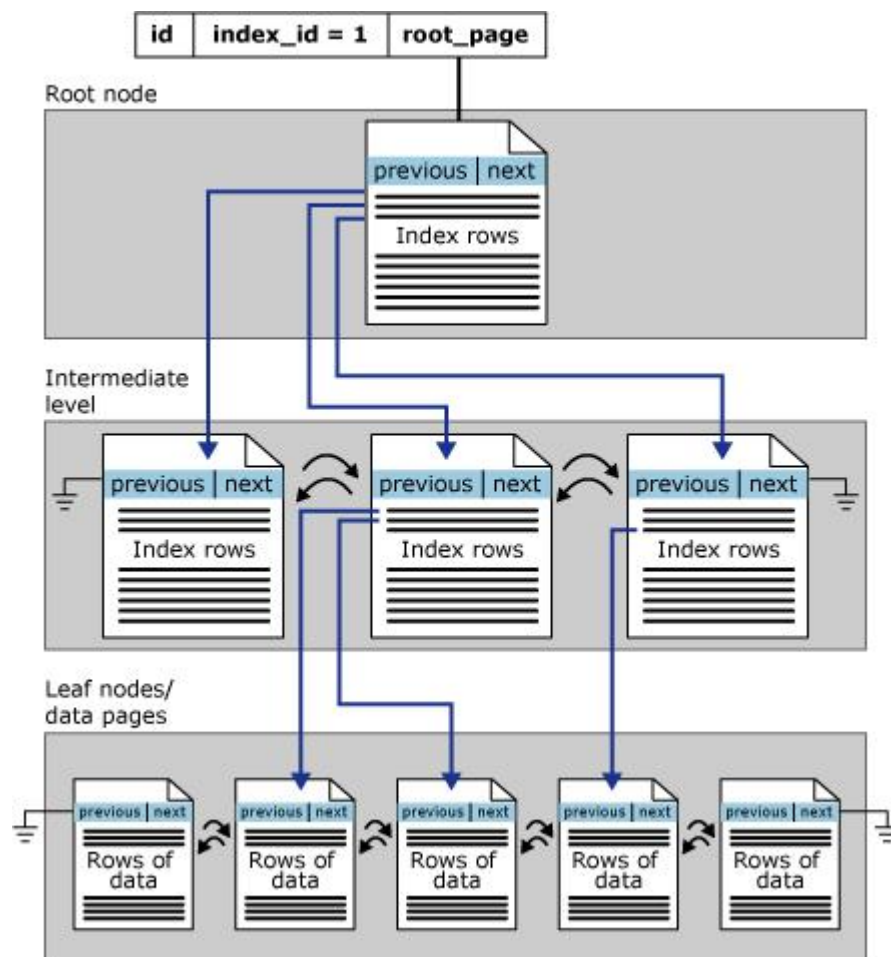 id index_id = 1 root_page
Root node
previous next
Index rows
Intermediate
level
previous next previous next previous next
Index rows Index rows Index rows
Leaf nodes/
data pages
previous next previous next previous next previous next previous next
Rows of Rows of Rows of Rows of Rows of
data data data data data